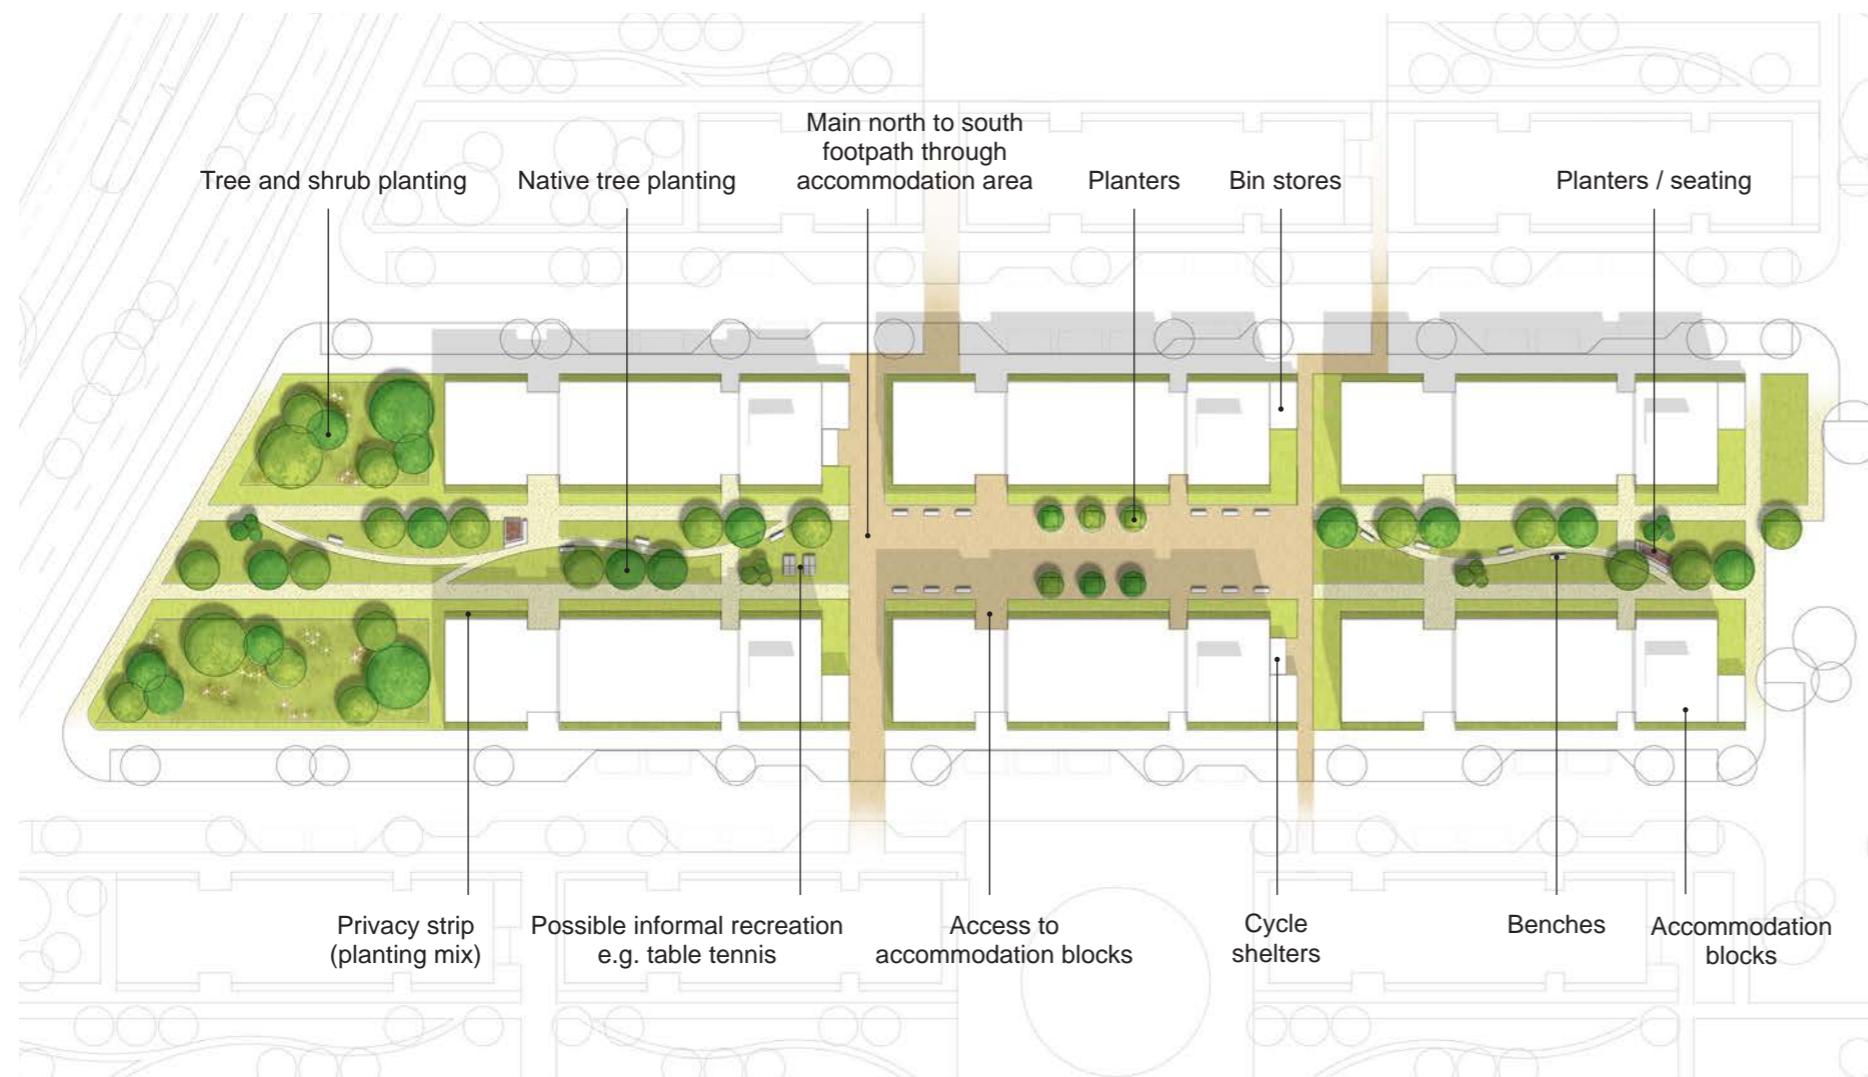 Main north to south
footpath through
accommodation area
Tree and shrub planting
Native tree planting
Planters
Bin stores
Planters / seating
Privacy strip
(planting mix)
Possible informal recreation
e.g. table tennis
Access to
accommodation blocks
Cycle
shelters
Benches
Accommodation
blocks